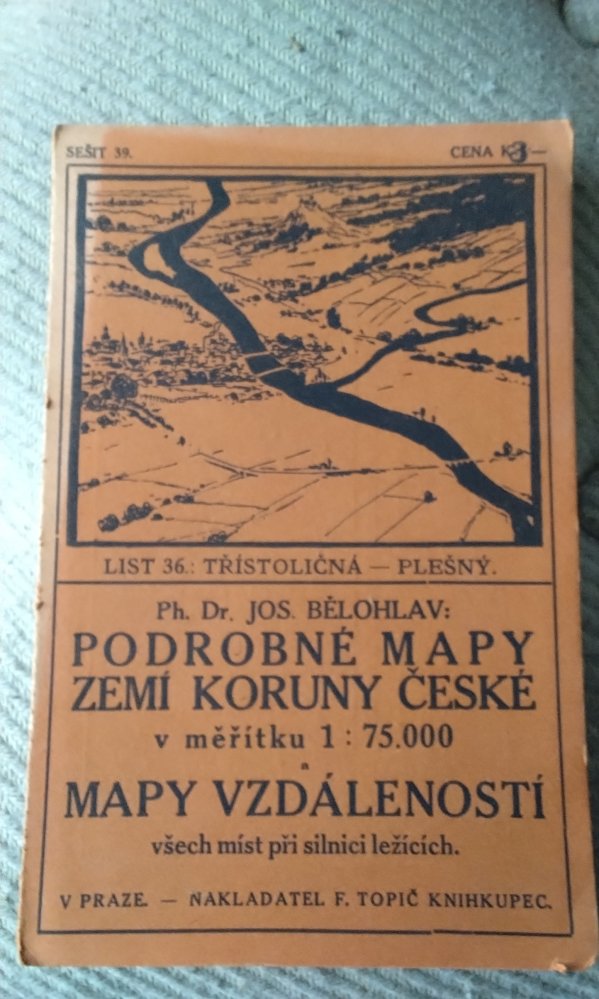 SEŠIT 39.
CENA K 3·—
LIST 36.: TŘÍSTOLIČNÁ — PLEŠNÝ.
Ph. Dr. JOS. BĚLOHLAV:
PODROBNÉ MAPY
ZEMÍ KORUNY ČESKÉ
v měřítku 1 : 75.000
a
MAPY VZDÁLENOSTÍ
všech míst při silnici ležících.
V PRAZE. — NAKLADATEL F. TOPIČ KNIHKUPEC.